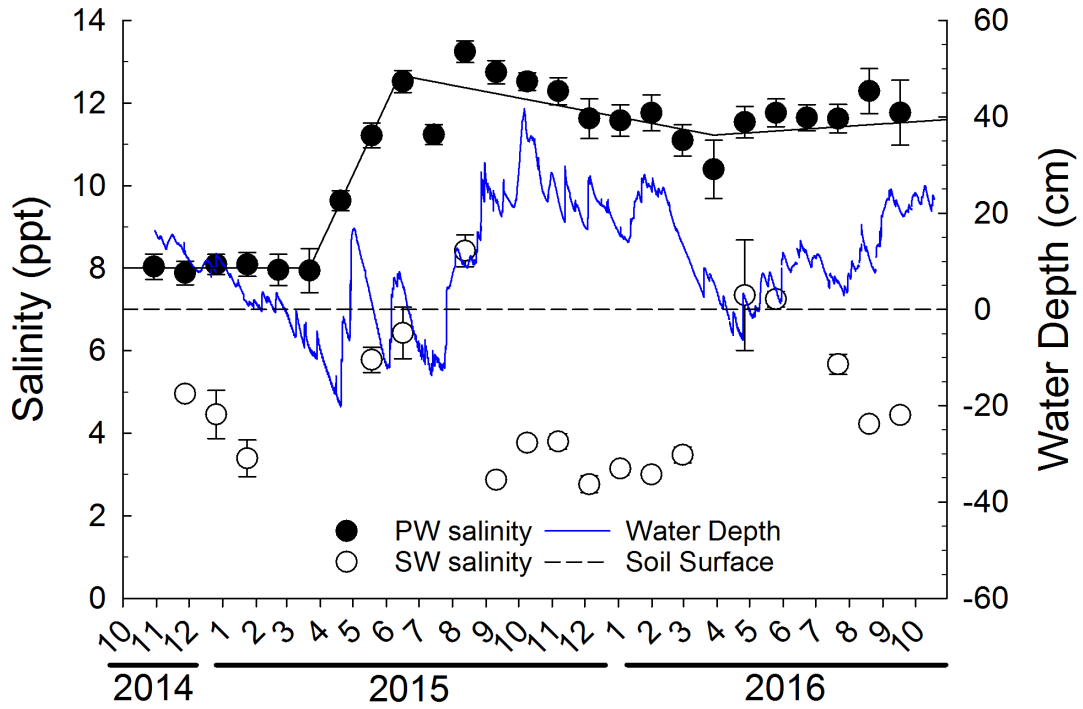 Salinity (ppt)
14
12
10
8
6
4
2
0
60
40
20
0
-20
-40
-60
Water Depth (cm)
PW salinity
Water Depth
SW salinity
Soil Surface
10 11 12 1 2 3 4 5 6 7 8 9 10 11 12 1 2 3 4 5 6 7 8 9 10
2014 2015 2016